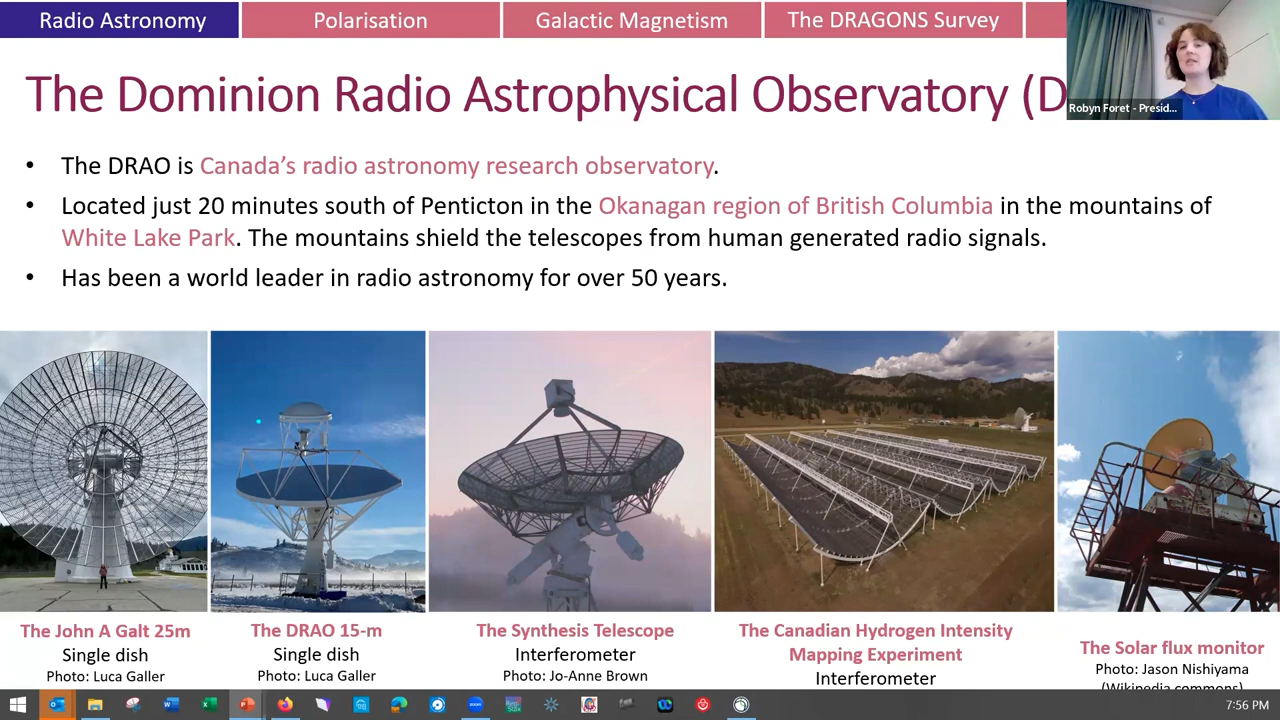 Radio Astronomy
Polarisation
Galactic Magnetism
The DRAGONS Survey
The Dominion Radio Astrophysical Observatory (D
Robyn Foret - Presid...
• The DRAO is Canada's radio astronomy research observatory.
• Located just 20 minutes south of Penticton in the Okanagan region of British Columbia in the mountains of
White Lake Park. The mountains shield the telescopes from human generated radio signals.
• Has been a world leader in radio astronomy for over 50 years.
The John A Galt 25m
Single dish
Photo: Luca Galler
The DRAO 15-m
Single dish
Photo: Luca Galler
The Synthesis Telescope
Interferometer
Photo: Jo-Anne Brown
The Canadian Hydrogen Intensity
Mapping Experiment
Interferometer
The Solar flux monitor
Photo: Jason Nishiyama
(Wikipedia commons)
7:56 PM